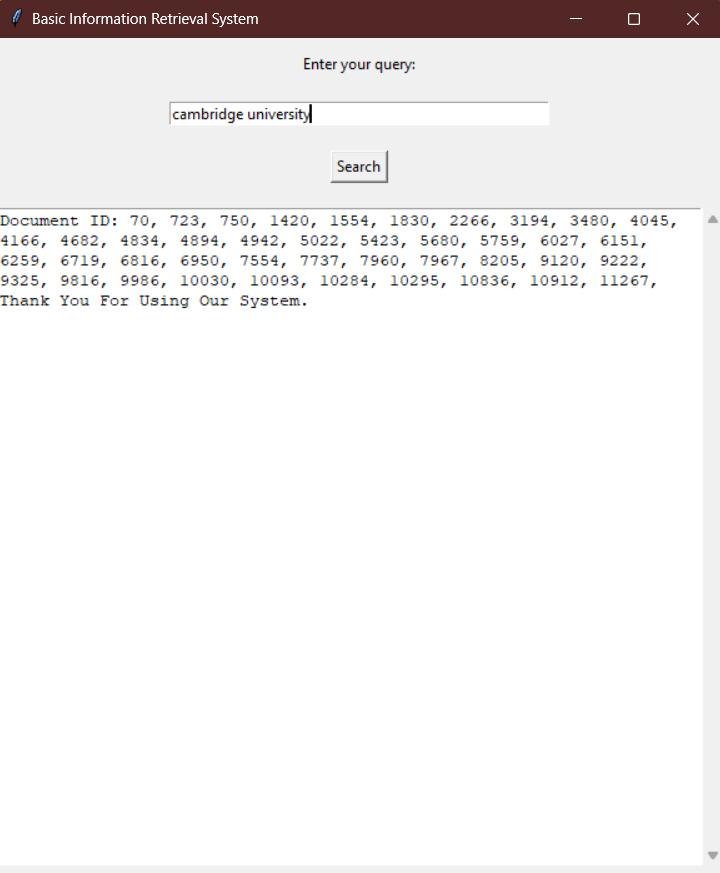 Basic Information Retrieval System
Enter your query:
cambridge university
Search
Document ID: 70, 723, 750, 1420, 1554, 1830, 2266, 3194, 3480, 4045,
4166, 4682, 4834, 4894, 4942, 5022, 5423, 5680, 5759, 6027, 6151,
6259, 6719, 6816, 6950, 7554, 7737, 7960, 7967, 8205, 9120, 9222,
9325, 9816, 9986, 10030, 10093, 10284, 10295, 10836, 10912, 11267,
Thank You For Using Our System.